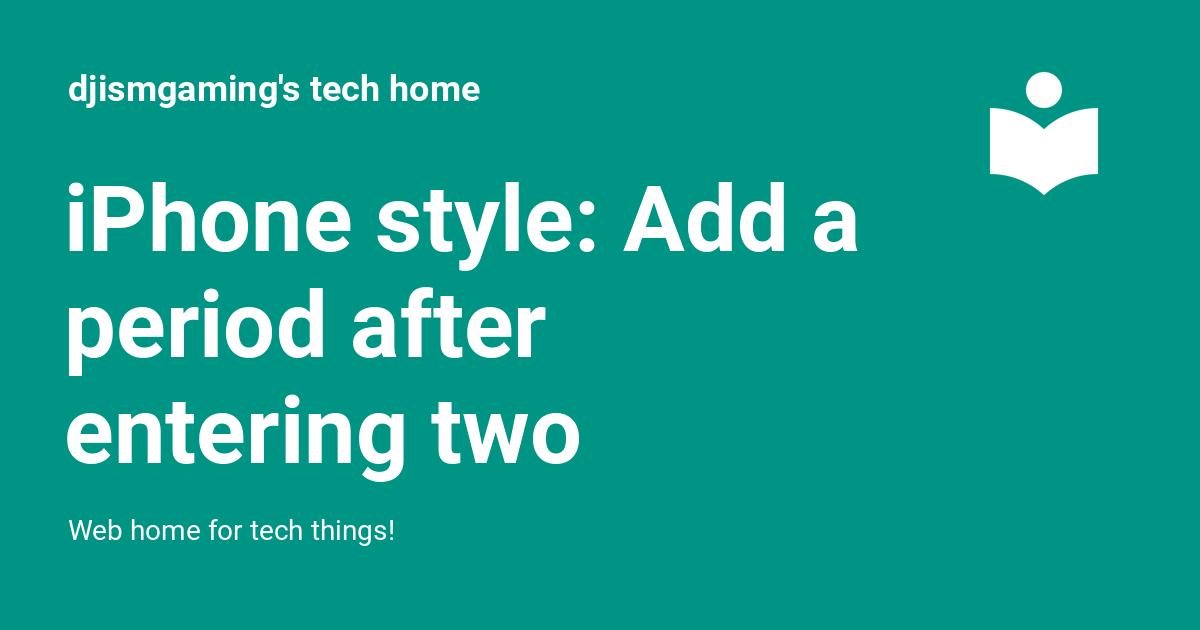 djismgaming's tech home
iPhone style: Add a
period after
entering two
Web home for tech things!